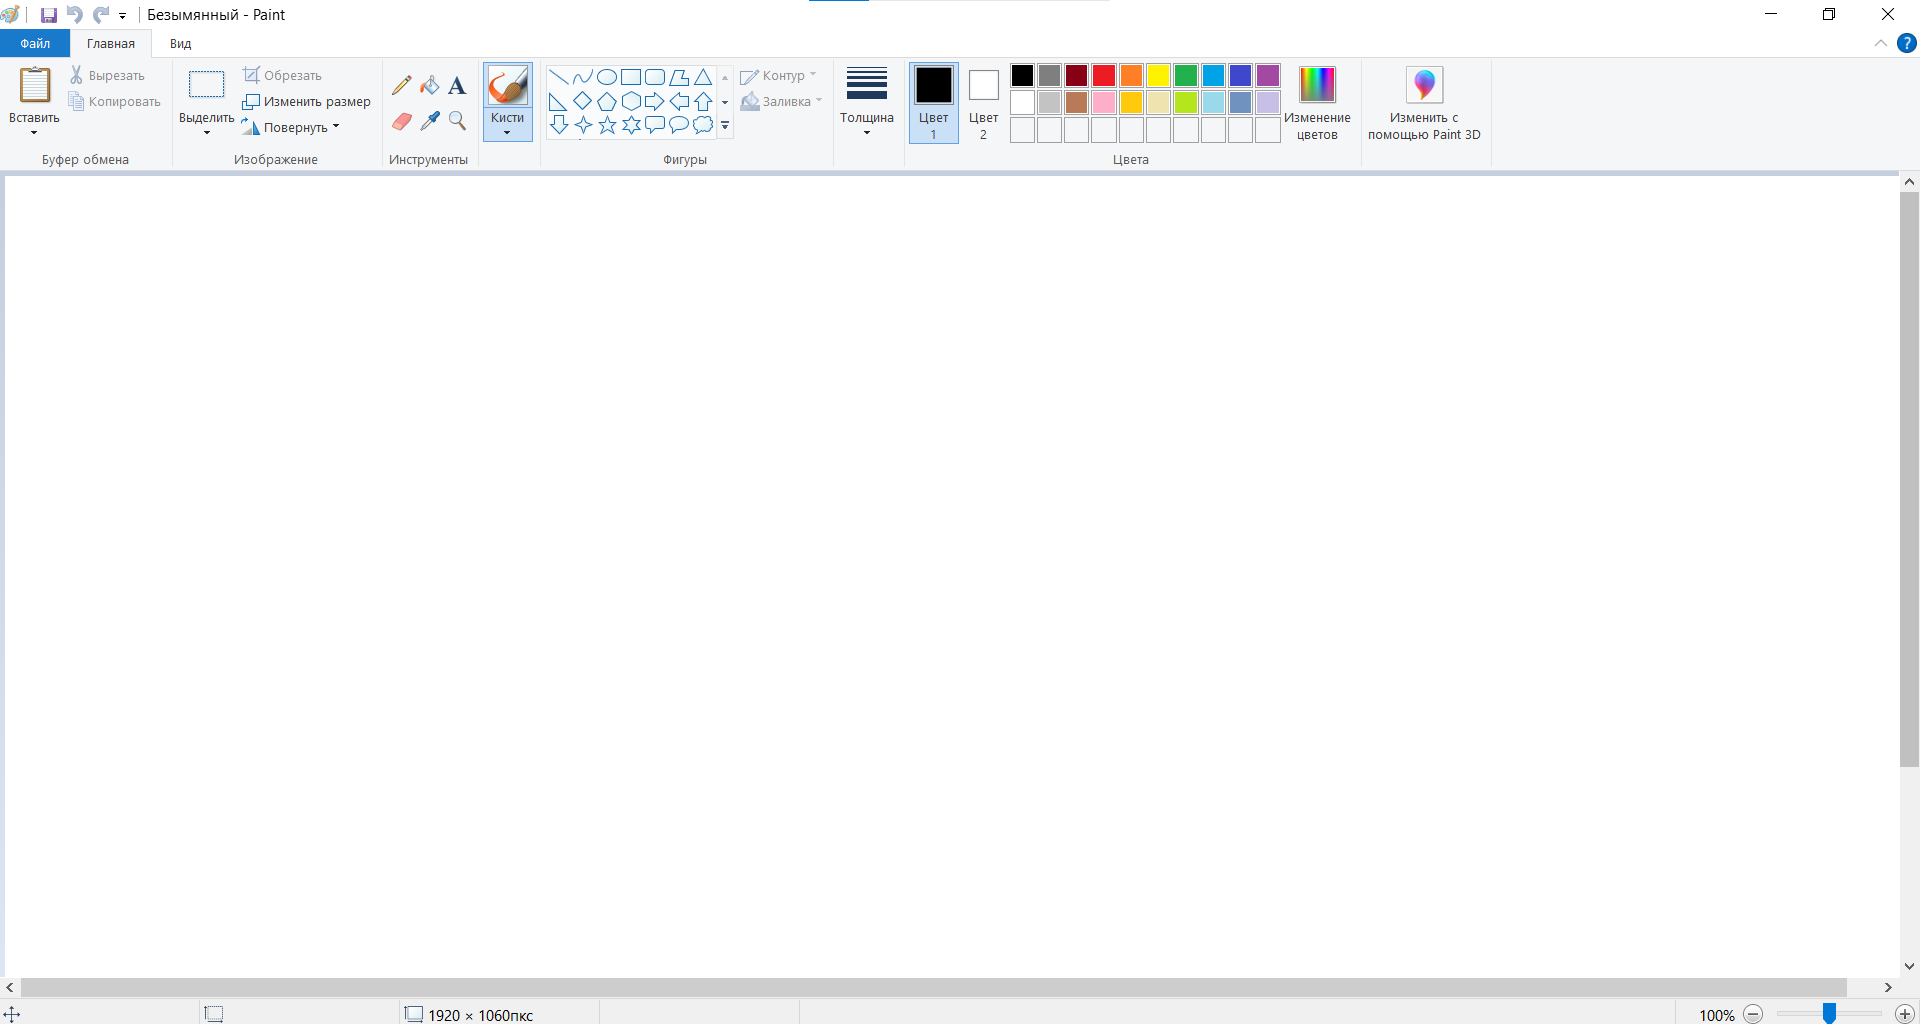 Безымянный - Paint
Файл
Главная
Вид
?
Вставить
Вырезать
Копировать
Буфер обмена
Выделить
Обрезать
Изменить размер
Повернуть
Изображение
A
Инструменты
Кисти
Контур
Заливка
Фигуры
Толщина
Цвет
1
Цвет
2
Изменение
цветов
Цвета
Изменить с
помощью Paint 3D
1920 × 1060пкс
100%